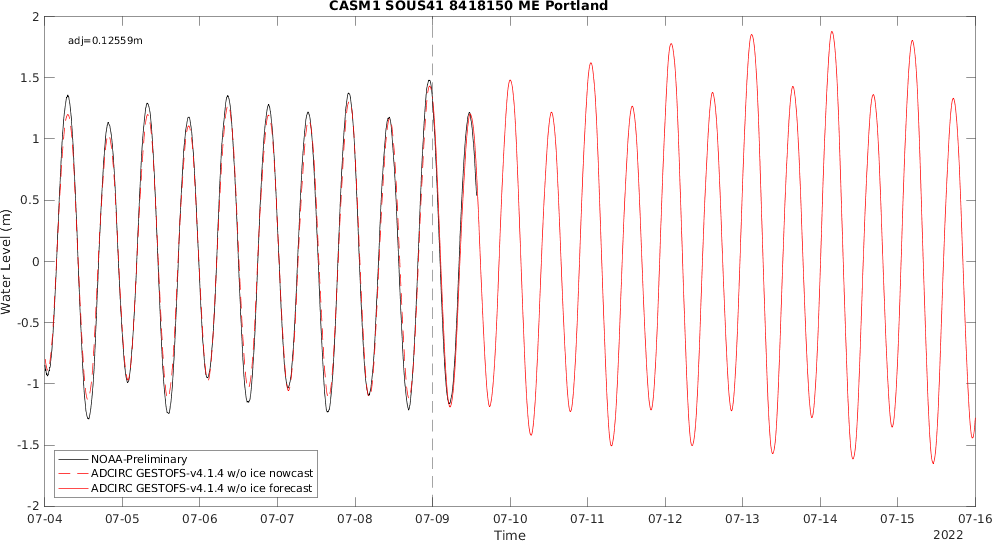 CASM1 SOUS41 8418150 ME Portland
adj=0.12559m
2
1.5
1
0.5
0
-0.5
-1
-1.5
-2
Water Level (m)
NOAA-Preliminary
ADCIRC GESTOFS-v4.1.4 w/o ice nowcast
ADCIRC GESTOFS-v4.1.4 w/o ice forecast
07-04 07-05 07-06 07-07 07-08 07-09 07-10 07-11 07-12 07-13 07-14 07-15 07-16
Time
2022